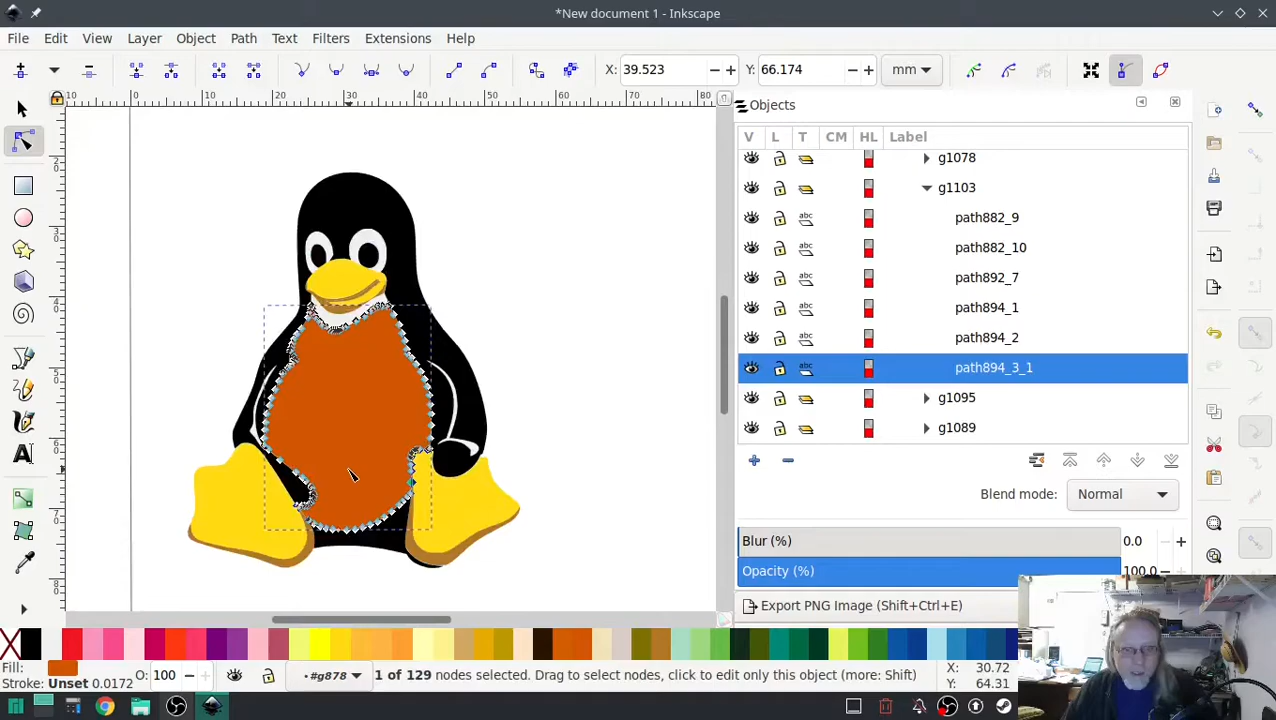 *New document 1 - Inkscape
File Edit View Layer Object Path Text Filters Extensions Help
X: 39.523 Y: 66.174 mm
Objects
V L T CM HL Label
g1078
g1103
path882_9
path882_10
path892_7
path894_1
path894_2
path894_3_1
g1095
g1089
Blend mode: Normal
Blur (%) 0.0
Opacity (%) 100.0
Export PNG Image (Shift+Ctrl+E)
Fill:
Stroke: Unset 0.0172
O: 100
•#g878
1 of 129 nodes selected. Drag to select nodes, click to edit only this object (more: Shift)
X: 30.72
Y: 64.31